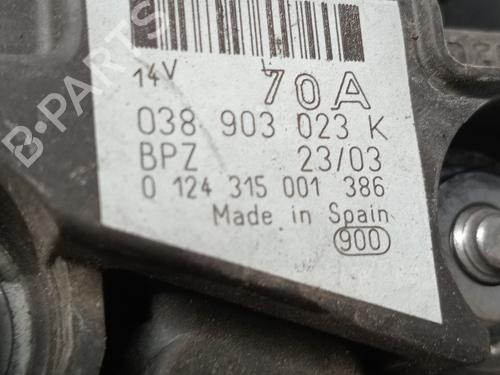 B-PARTS
14V 70A
038 903 023 K
BPZ 23/03
0 124 315 001 386
Made in Spain
900